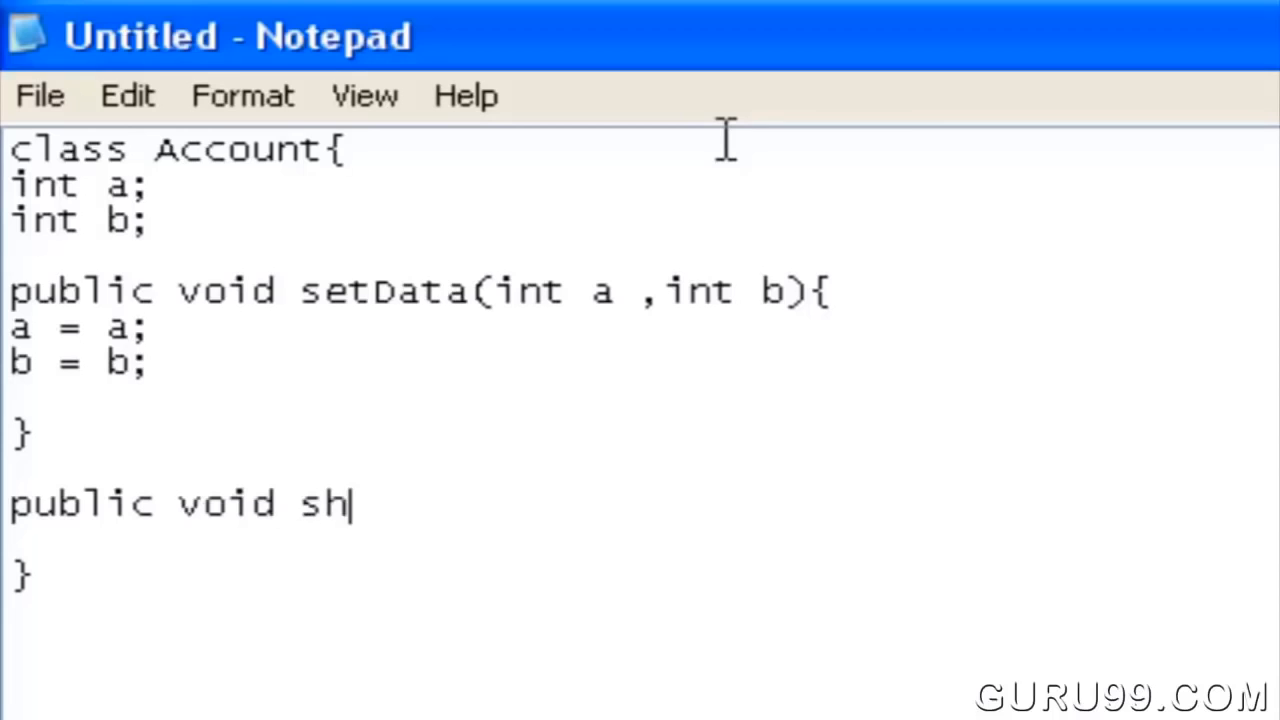 Untitled - Notepad
File Edit Format View Help
class Account{
int a;
int b;
public void setData(int a ,int b){
a = a;
b = b;
}
public void sh
}
GURU99.COM